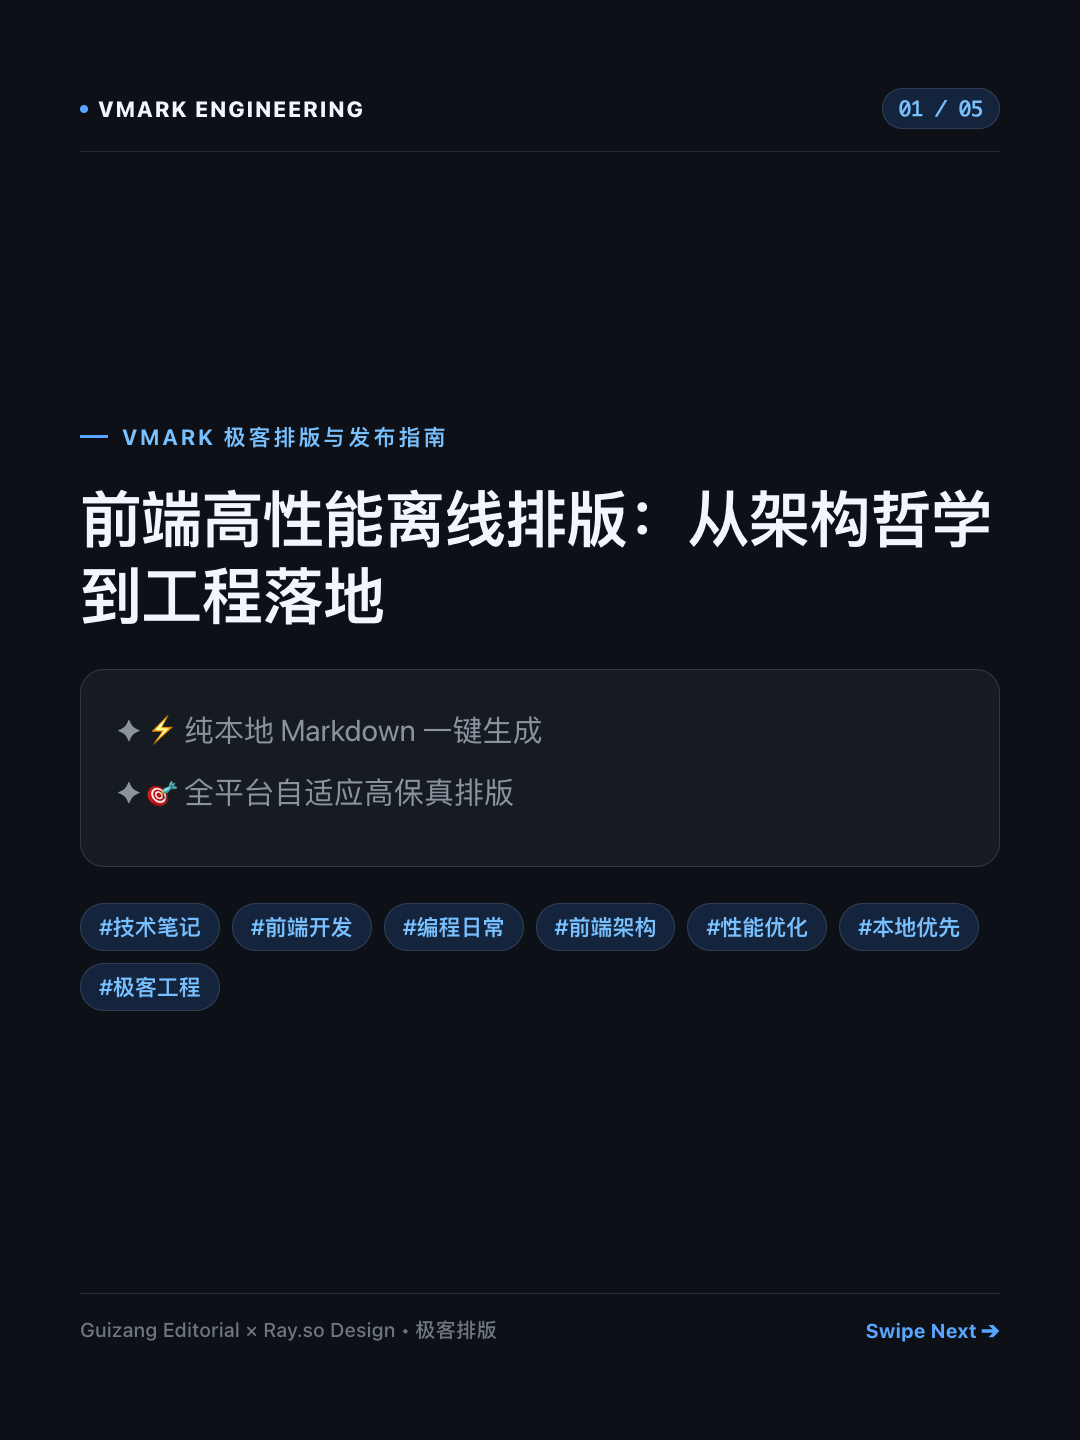 VMARK ENGINEERING
01 / 05
VMARK 极客排版与发布指南
前端高性能离线排版：从架构哲学
到工程落地
✦ ⚡ 纯本地 Markdown 一键生成
✦ 🎯 全平台自适应高保真排版
#技术笔记 #前端开发 #编程日常 #前端架构 #性能优化 #本地优先
#极客工程
Guizang Editorial × Ray.so Design • 极客排版
Swipe Next ➔